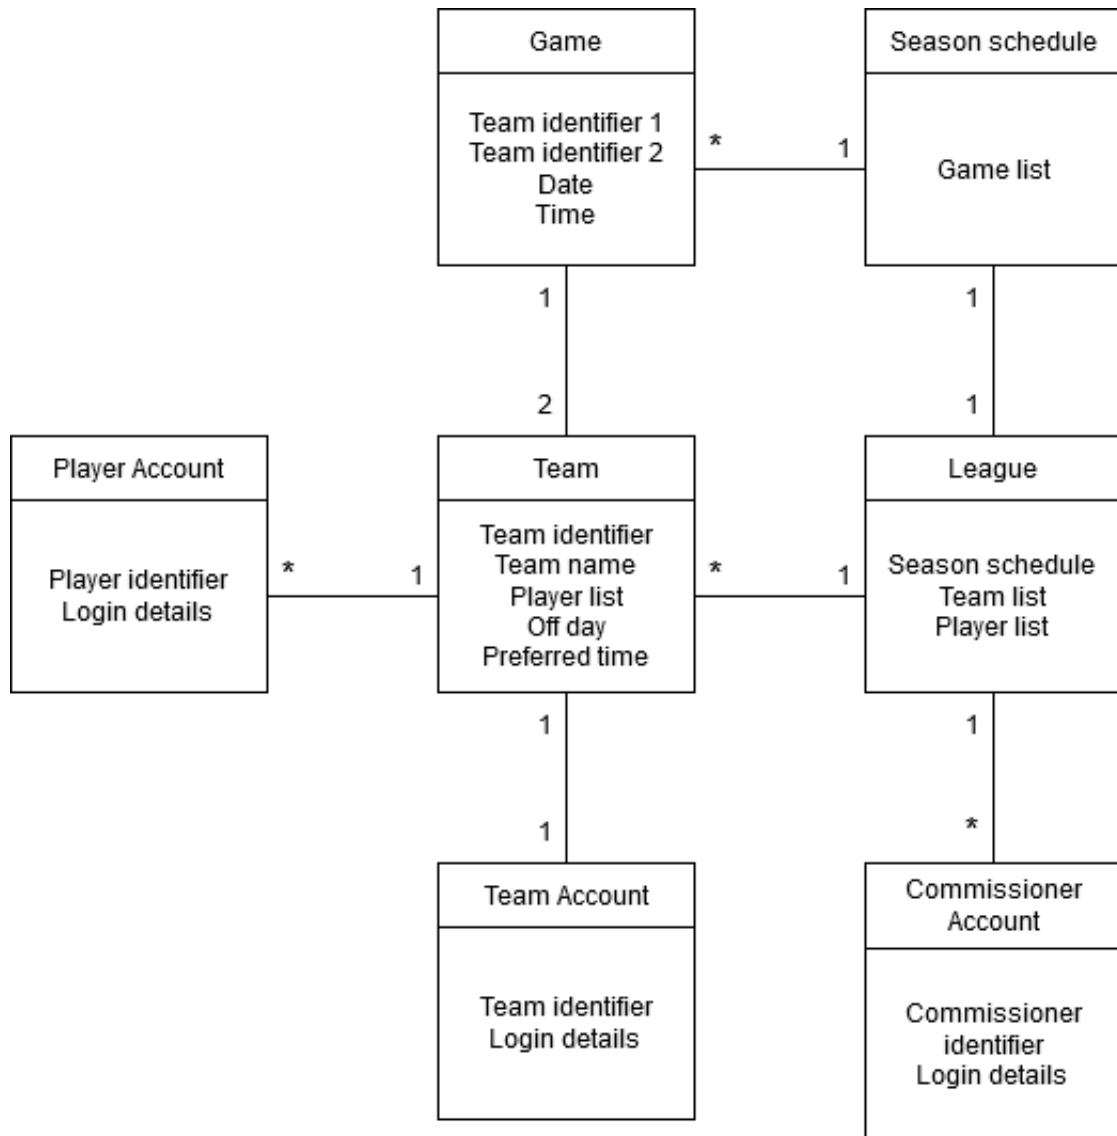 Game
Team identifier 1
Team identifier 2
Date
Time
*
1
Season schedule
Game list
1
2
1
1
Player Account
Player identifier
Login details
*
1
Team
Team identifier
Team name
Player list
Off day
Preferred time
*
1
League
Season schedule
Team list
Player list
1
1
1
*
Team Account
Team identifier
Login details
Commissioner
Account
Commissioner
identifier
Login details